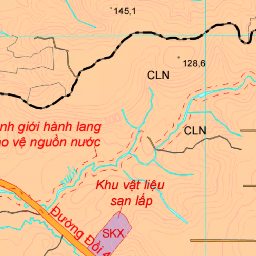 145,1
128,6
CLN
CLN
nh giới hành lang
o vệ nguồn nước
Khu vật liệu
san lấp
Đường Đôi
SKX